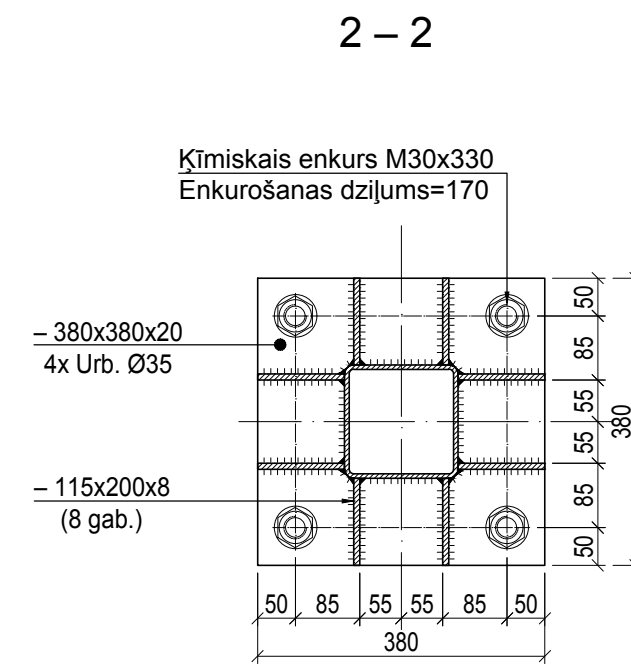 2 – 2
Ķīmiskais enkurs M30x330
Enkurošanas dziļums=170
– 380x380x20
4x Urb. Ø35
– 115x200x8
(8 gab.)
50
85
55
55
85
50
380
50 85 55 55 85 50
380